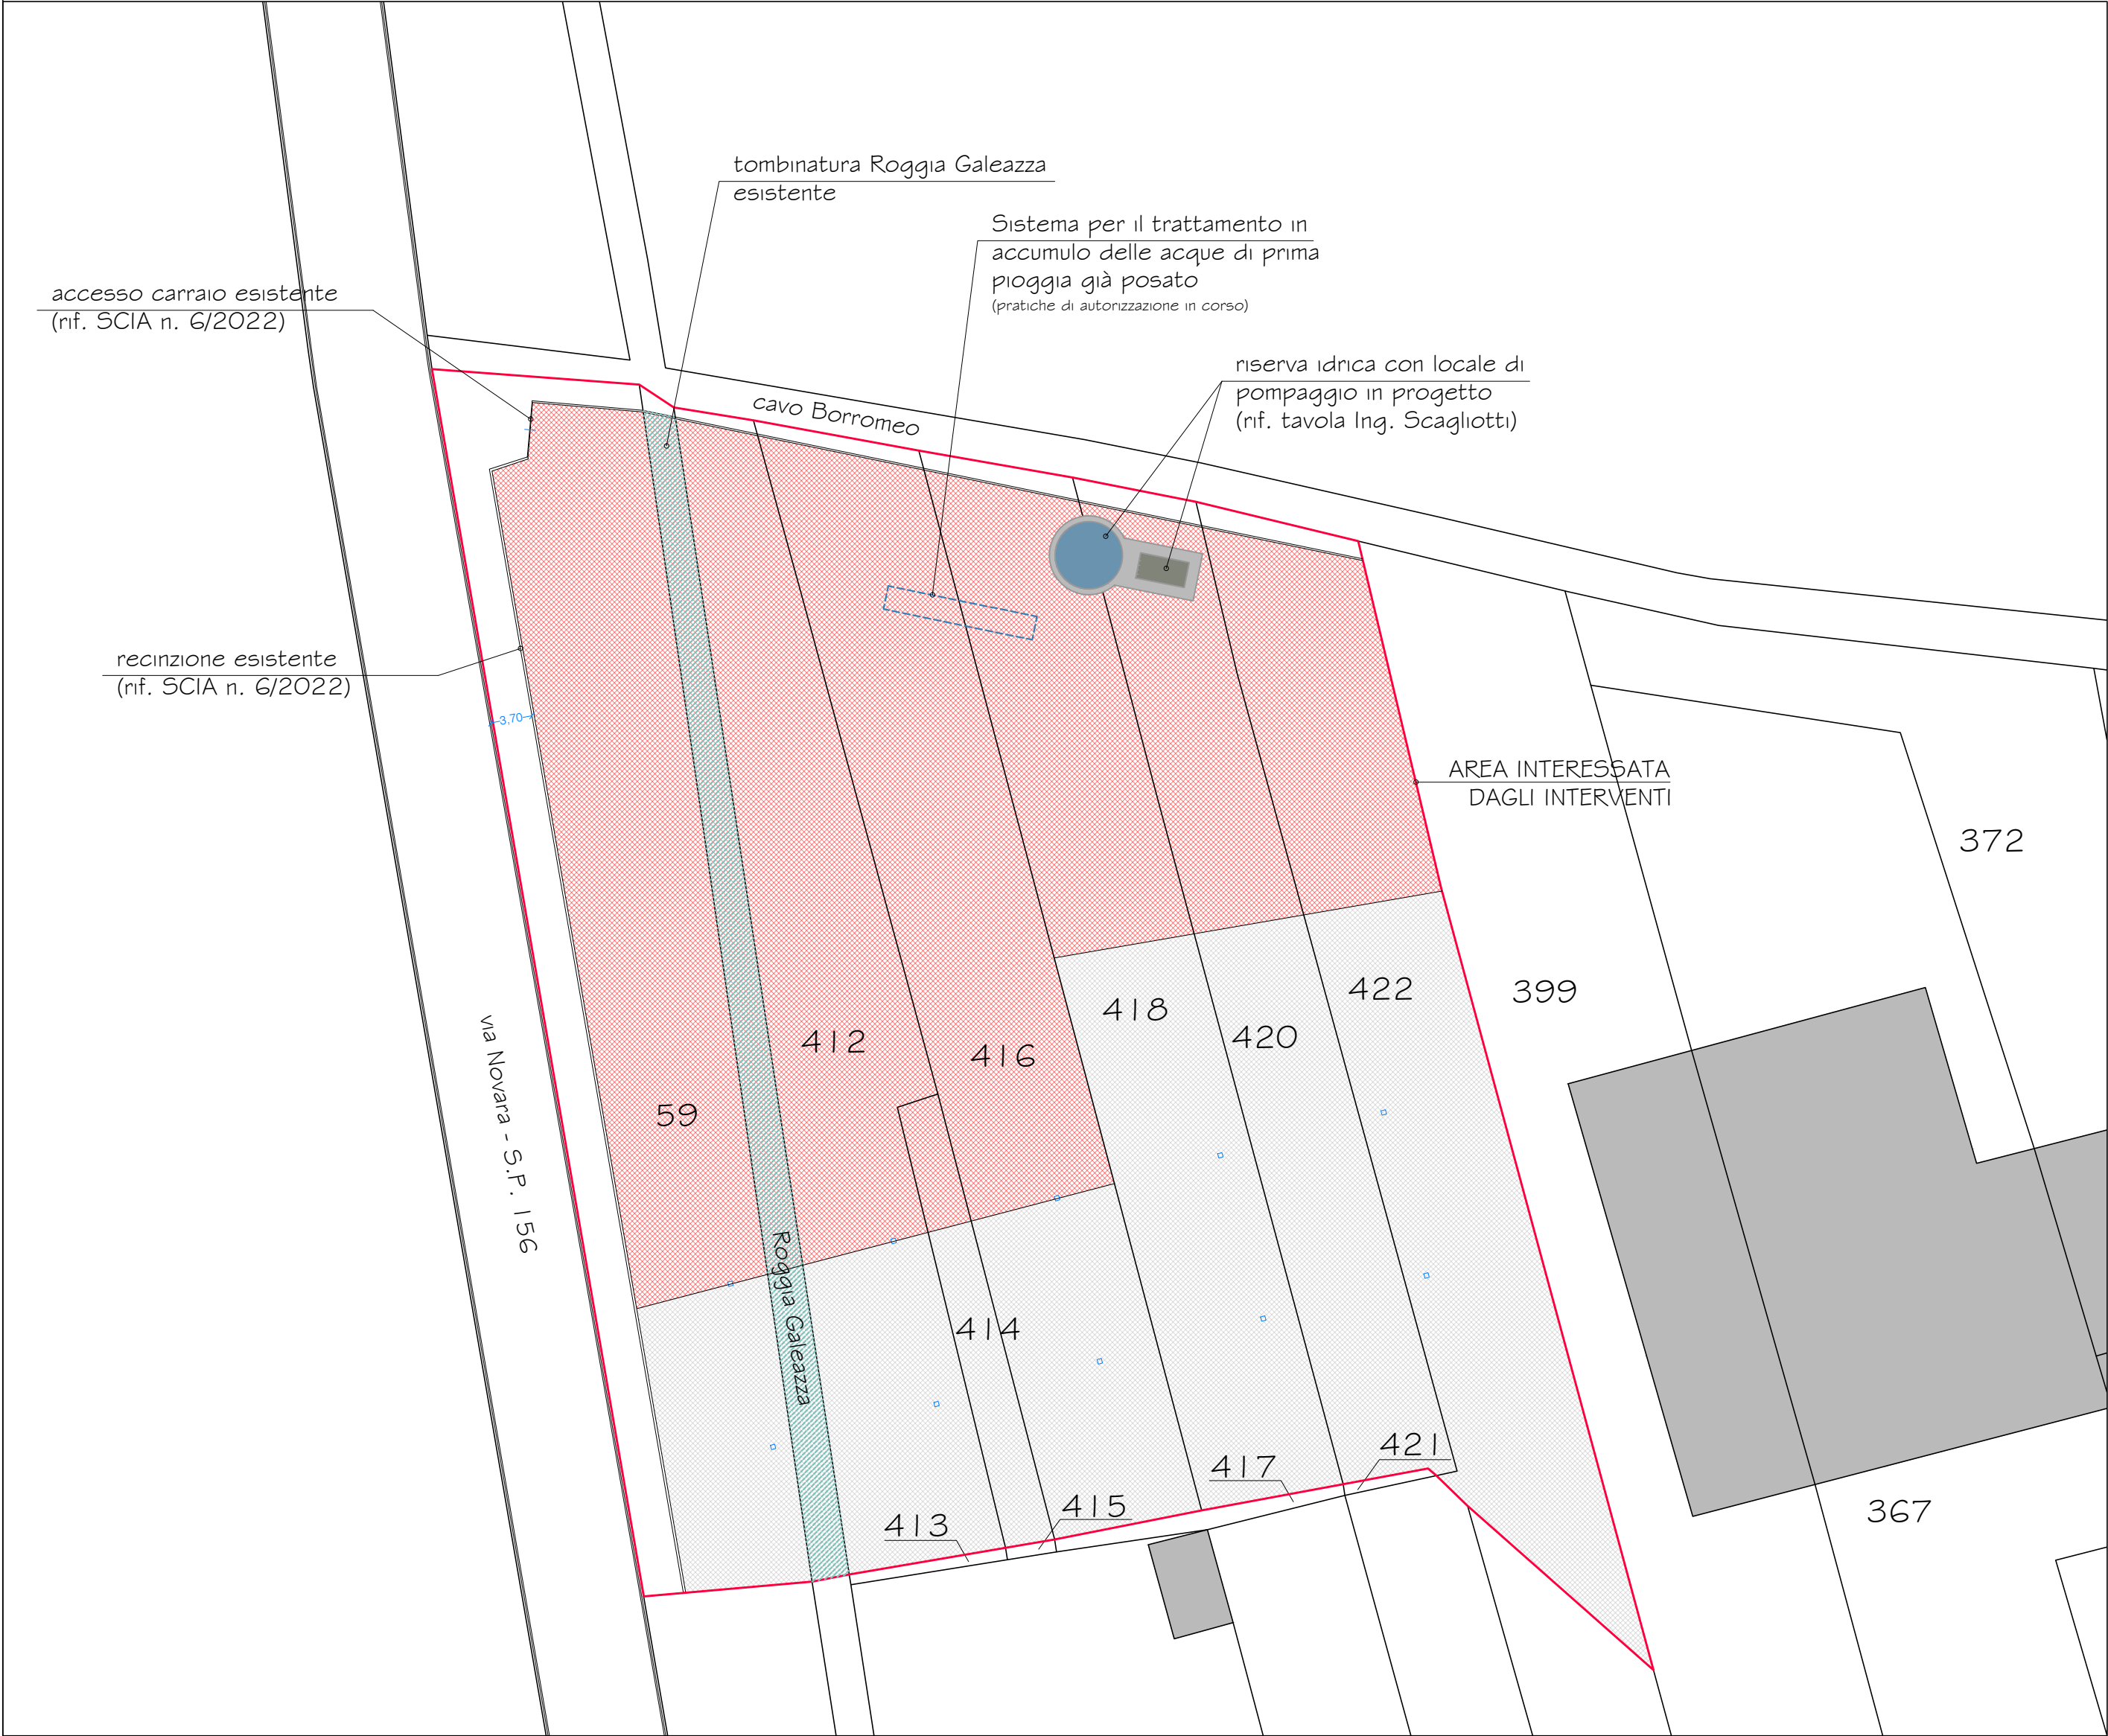 tombinatura Roggia Galeazza
esistente
Sistema per il trattamento in
accumulo delle acque di prima
pioggia già posato
(pratiche di autorizzazione in corso)
accesso carraio esistente
(rif. SCIA n. 6/2022)
riserva idrica con locale di
pompaggio in progetto
(rif. tavola Ing. Scagliotti)
cavo Borromeo
recinzione esistente
(rif. SCIA n. 6/2022)
3.70
AREA INTERESSATA
DAGLI INTERVENTI
372
422
399
418
420
412
416
59
via Novara - S.P. 156
Roggia Galeazza
414
421
417
415
413
367